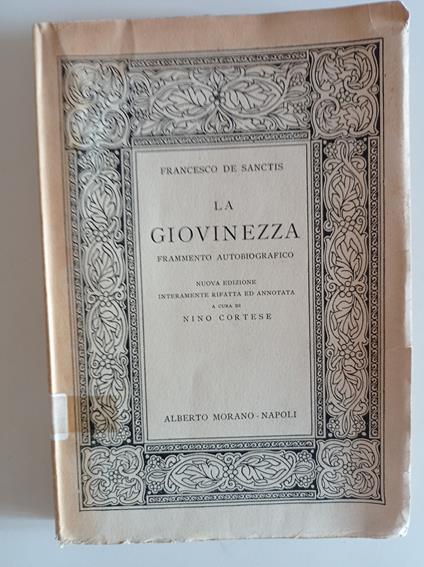 FRANCESCO DE SANCTIS
LA
GIOVINEZZA
FRAMMENTO AUTOBIOGRAFICO
NUOVA EDIZIONE
INTERAMENTE RIFATTA ED ANNOTATA
A CURA DI
NINO CORTESE
ALBERTO MORANO - NAPOLI